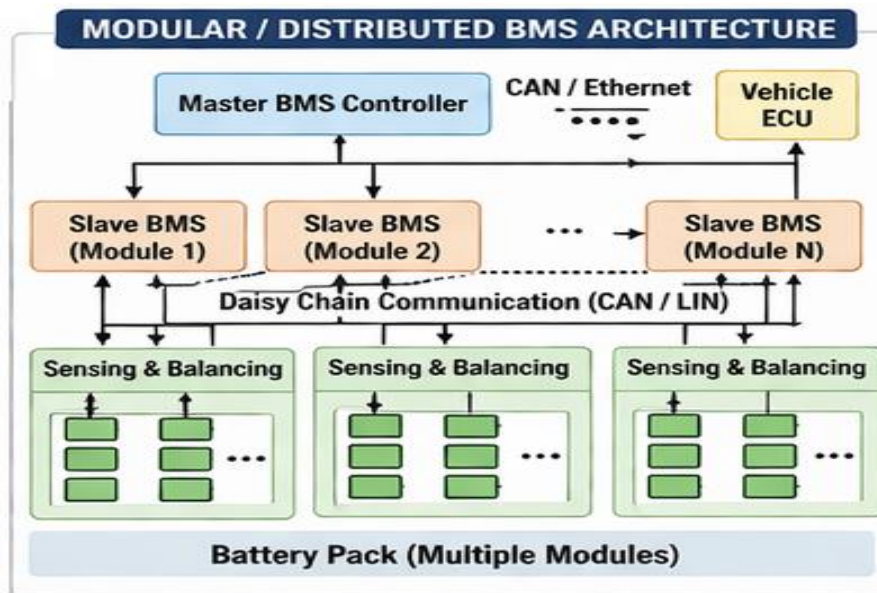 MODULAR / DISTRIBUTED BMS ARCHITECTURE
Master BMS Controller
CAN / Ethernet
Vehicle
ECU
Slave BMS
(Module 1)
Slave BMS
(Module 2)
Slave BMS
(Module N)
Daisy Chain Communication (CAN / LIN)
Sensing & Balancing
Sensing & Balancing
Sensing & Balancing
Battery Pack (Multiple Modules)